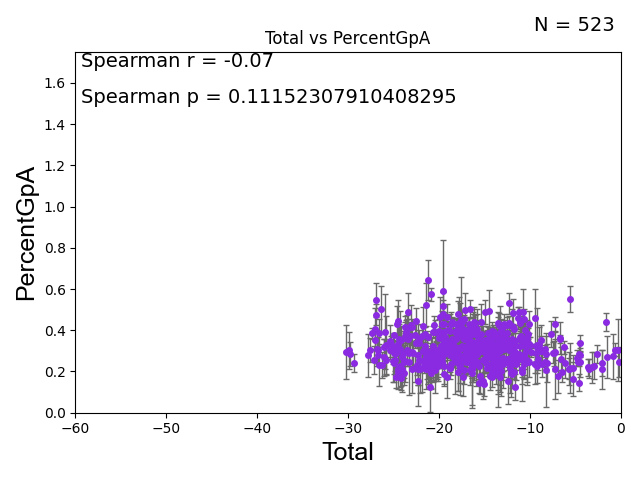 N = 523
Total vs PercentGpA
Spearman r = -0.07
Spearman p = 0.11152307910408295
PercentGpA
1.6
1.4
1.2
1.0
0.8
0.6
0.4
0.2
0.0
−60
−50
−40
−30
−20
−10
0
Total